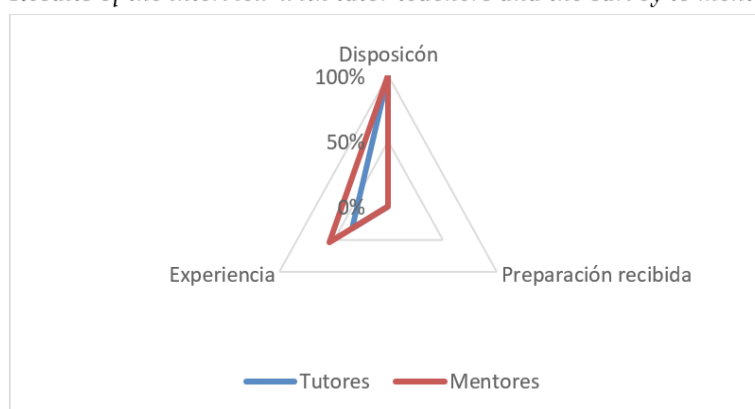 Results of the interview with tutor teachers and the survey to
Disposicón
100%
50%
0%
Experiencia
Preparación recibida
Tutores
Mentores